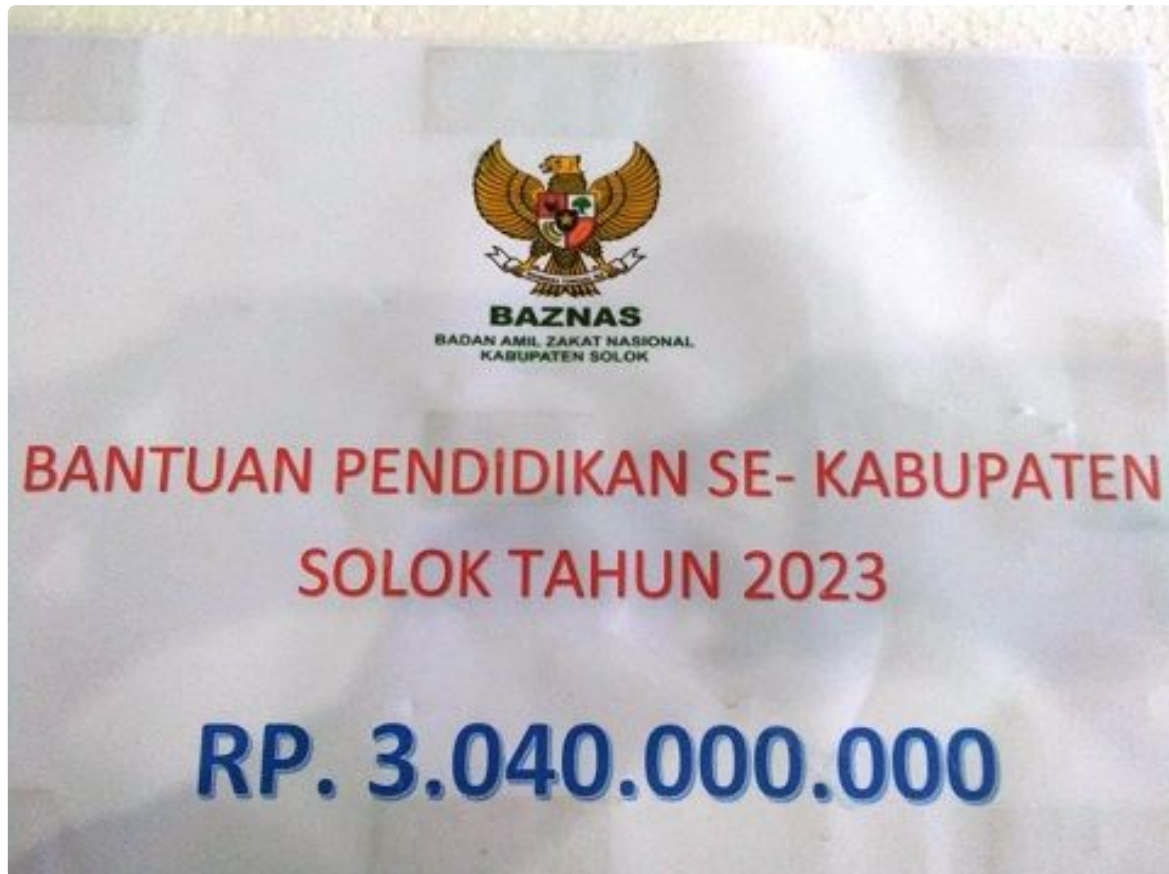 BAZNAS
BADAN AMIL ZAKAT NASIONAL
KABUPATEN SOLOK
BANTUAN PENDIDIKAN SE- KABUPATEN
SOLOK TAHUN 2023
RP. 3.040.000.000